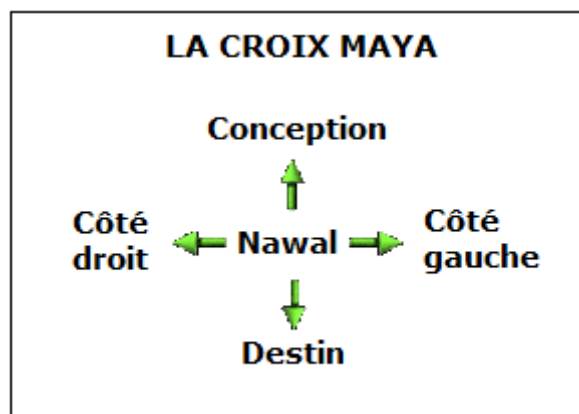 LA CROIX MAYA
Conception
Côté
droit
Nawal
Côté
gauche
Destin